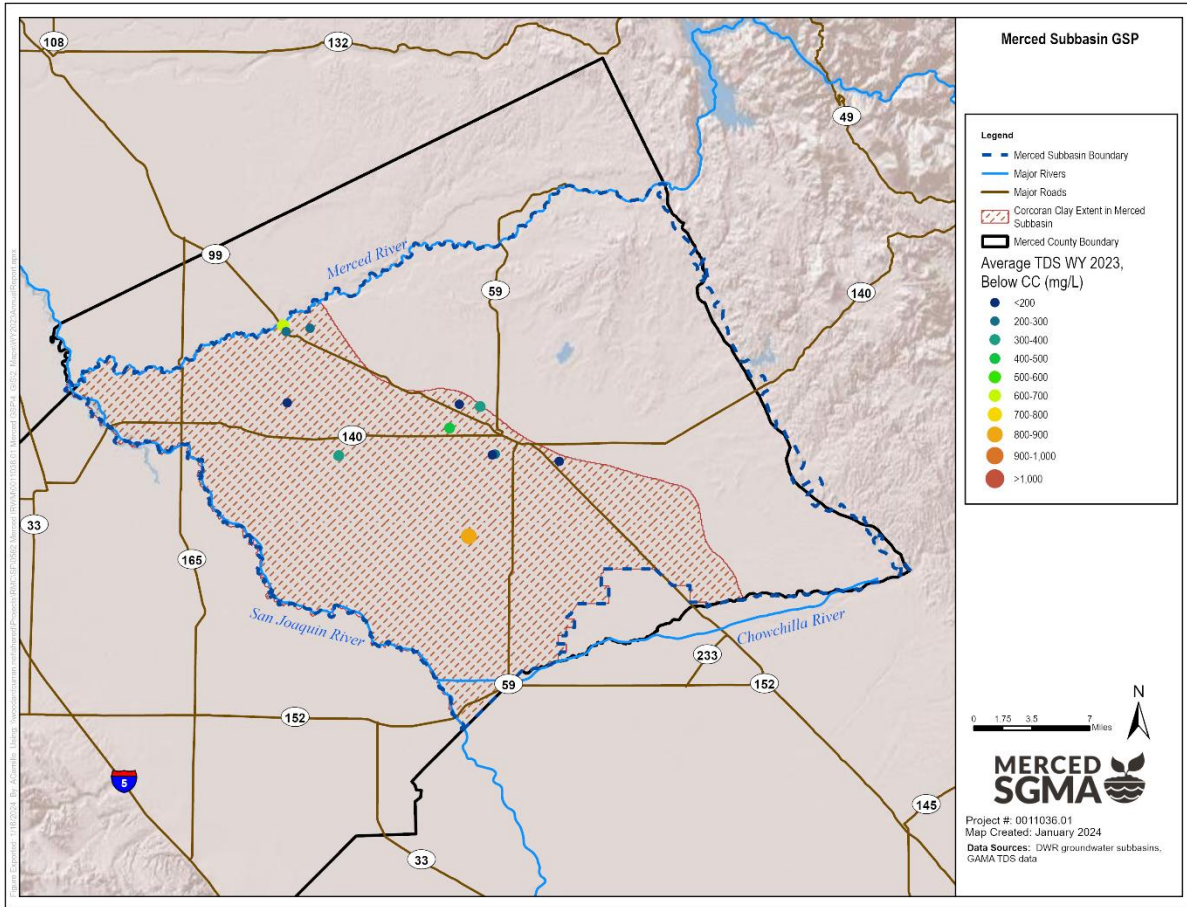 108
132
49
99
Merced River
59
140
140
33
165
San Joaquin River
Chowchilla River
233
59
152
152
5
145
33
Merced Subbasin GSP
Legend
Merced Subbasin Boundary
Major Rivers
Major Roads
Corcoran Clay Extent in Merced
Subbasin
Merced County Boundary
Average TDS WY 2023,
Below CC (mg/L)
<200
200-300
300-400
400-500
500-600
600-700
700-800
800-900
900-1,000
>1,000
N
0 1.75 3.5 7
Miles
MERCED
SGMA
Project #: 0011036.01
Map Created: January 2024
Data Sources: DWR groundwater subbasins,
GAMA TDS data